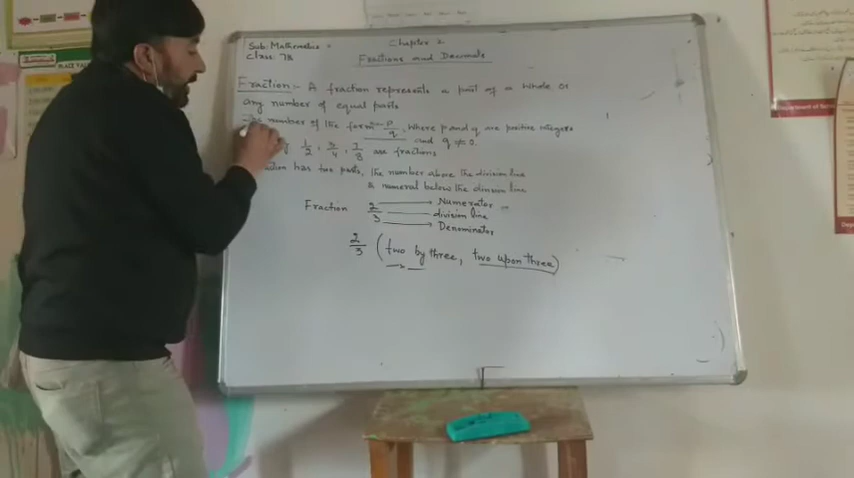 Sub: Mathematics
Chapter 2
Class: 7th
Fractions and Decimals
Fraction:- A fraction represents a part of a whole or
any number of equal parts
number of the form p/q, where p and q are positive integers
and q ≠ 0.
1/2, 3/4, 7/8 are fractions
has two parts, the number above the division line
& numeral below the division line
Fraction 2/3 → Numerator
division line
Denominator
2/3 (two by three, two upon three)
PLACE